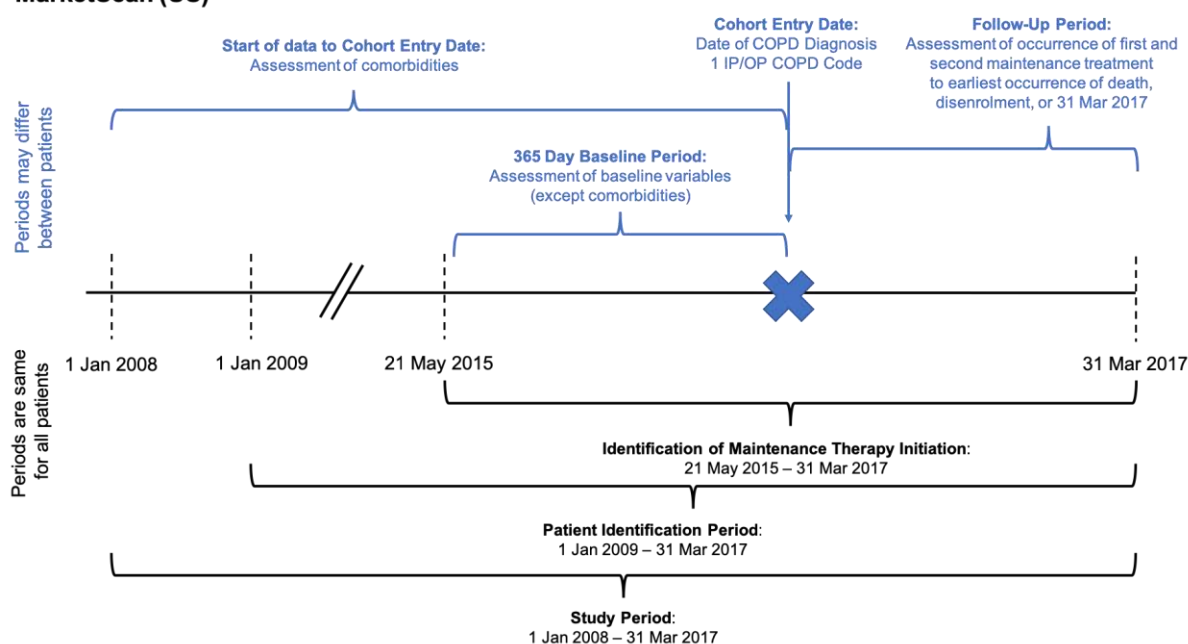 MarketScan (US)
Start of data to Cohort Entry Date:
Assessment of comorbidities
Cohort Entry Date:
Date of COPD Diagnosis
1 IP/OP COPD Code
Follow-Up Period:
Assessment of occurrence of first and
second maintenance treatment
to earliest occurrence of death,
disenrolment, or 31 Mar 2017
Periods may differ
between patients
365 Day Baseline Period:
Assessment of baseline variables
(except comorbidities)
1 Jan 2008
1 Jan 2009
21 May 2015
31 Mar 2017
Periods are same
for all patients
Identification of Maintenance Therapy Initiation:
21 May 2015 – 31 Mar 2017
Patient Identification Period:
1 Jan 2009 – 31 Mar 2017
Study Period:
1 Jan 2008 – 31 Mar 2017